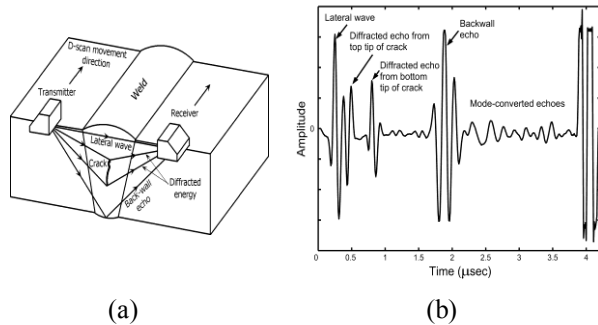 D-scan movement
direction
Transmitter
Weld
Receiver
Lateral wave
Crack
Diffracted
energy
Back-wall
echo
(a)
Lateral wave
Diffracted echo from
top tip of crack
Diffracted echo
from bottom
tip of crack
Backwall
echo
Mode-converted echoes
Amplitude
0
0 0.5 1 1.5 2 2.5 3 3.5 4
Time (μsec)
(b)